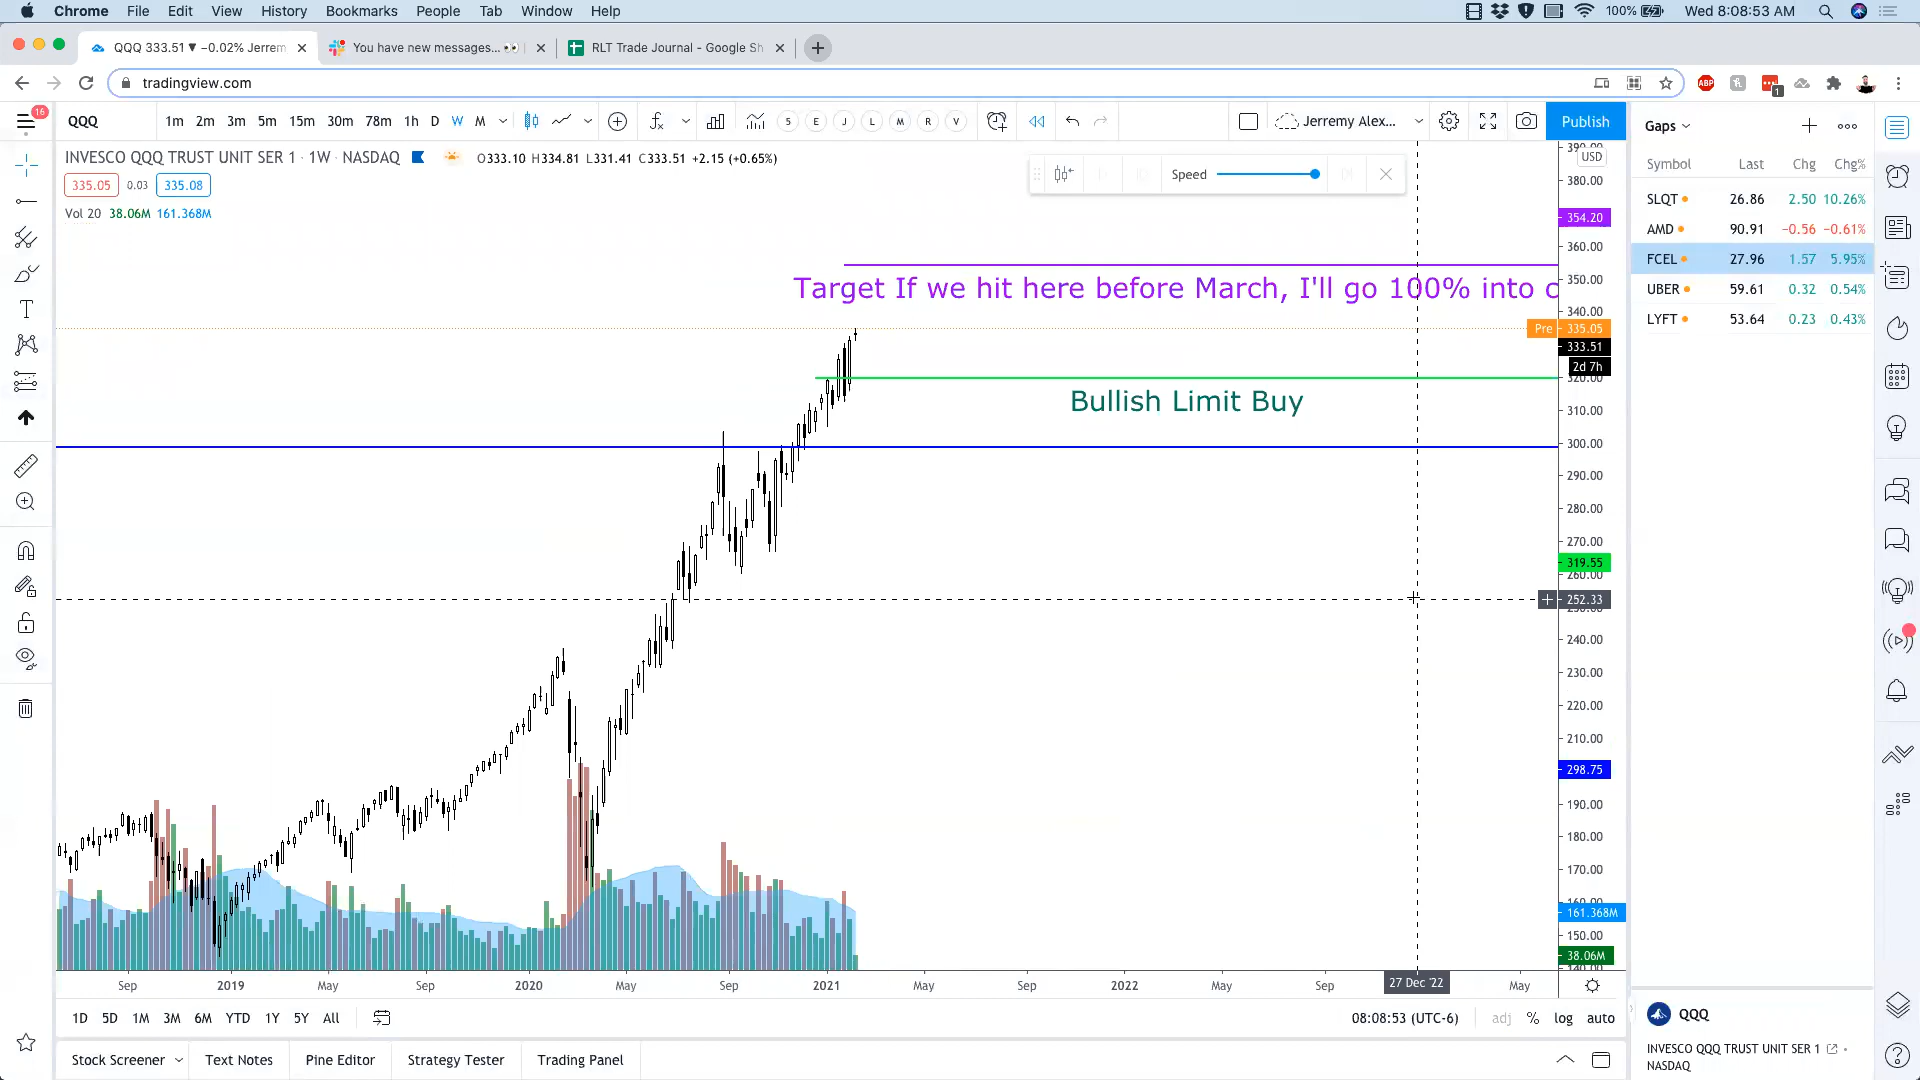 Chrome File Edit View History Bookmarks People Tab Window Help 100% Wed 8:08:53 AM
QQQ 333.51 ▼ −0.02% Jerrem
You have new messages...
RLT Trade Journal - Google Sh
tradingview.com
ABP
1
16
QQQ 1m 2m 3m 5m 15m 30m 78m 1h D W M S E J L A M R V Jeremy Alex... Publish
INVESCO QQQ TRUST UNIT SER 1 · 1W · NASDAQ O333.10 H334.81 L331.41 C333.51 +2.15 (+0.65%)
335.05 0.03 335.08
Vol 20 38.06M 161.368M
Speed
Target If we hit here before March, I'll go 100% into c
Bullish Limit Buy
390.00
USD
380.00
354.20
360.00
350.00
340.00
Pre 335.05
333.51
2d 7h
320.00
310.00
300.00
290.00
280.00
270.00
319.55
260.00
252.33
240.00
230.00
220.00
210.00
298.75
190.00
180.00
170.00
160.00
161.368M
150.00
38.06M
140.00
Sep 2019 May Sep 2020 May Sep 2021 May Sep 2022 May Sep 27 Dec '22 May
1D 5D 1M 3M 6M YTD 1Y 5Y All 08:08:53 (UTC-6) adj % log auto
Stock Screener Text Notes Pine Editor Strategy Tester Trading Panel
Gaps
Symbol Last Chg Chg%
SLQT 26.86 2.50 10.26%
AMD 90.91 −0.56 −0.61%
FCEL 27.96 1.57 5.95%
UBER 59.61 0.32 0.54%
LYFT 53.64 0.23 0.43%
QQQ
INVESCO QQQ TRUST UNIT SER 1
NASDAQ